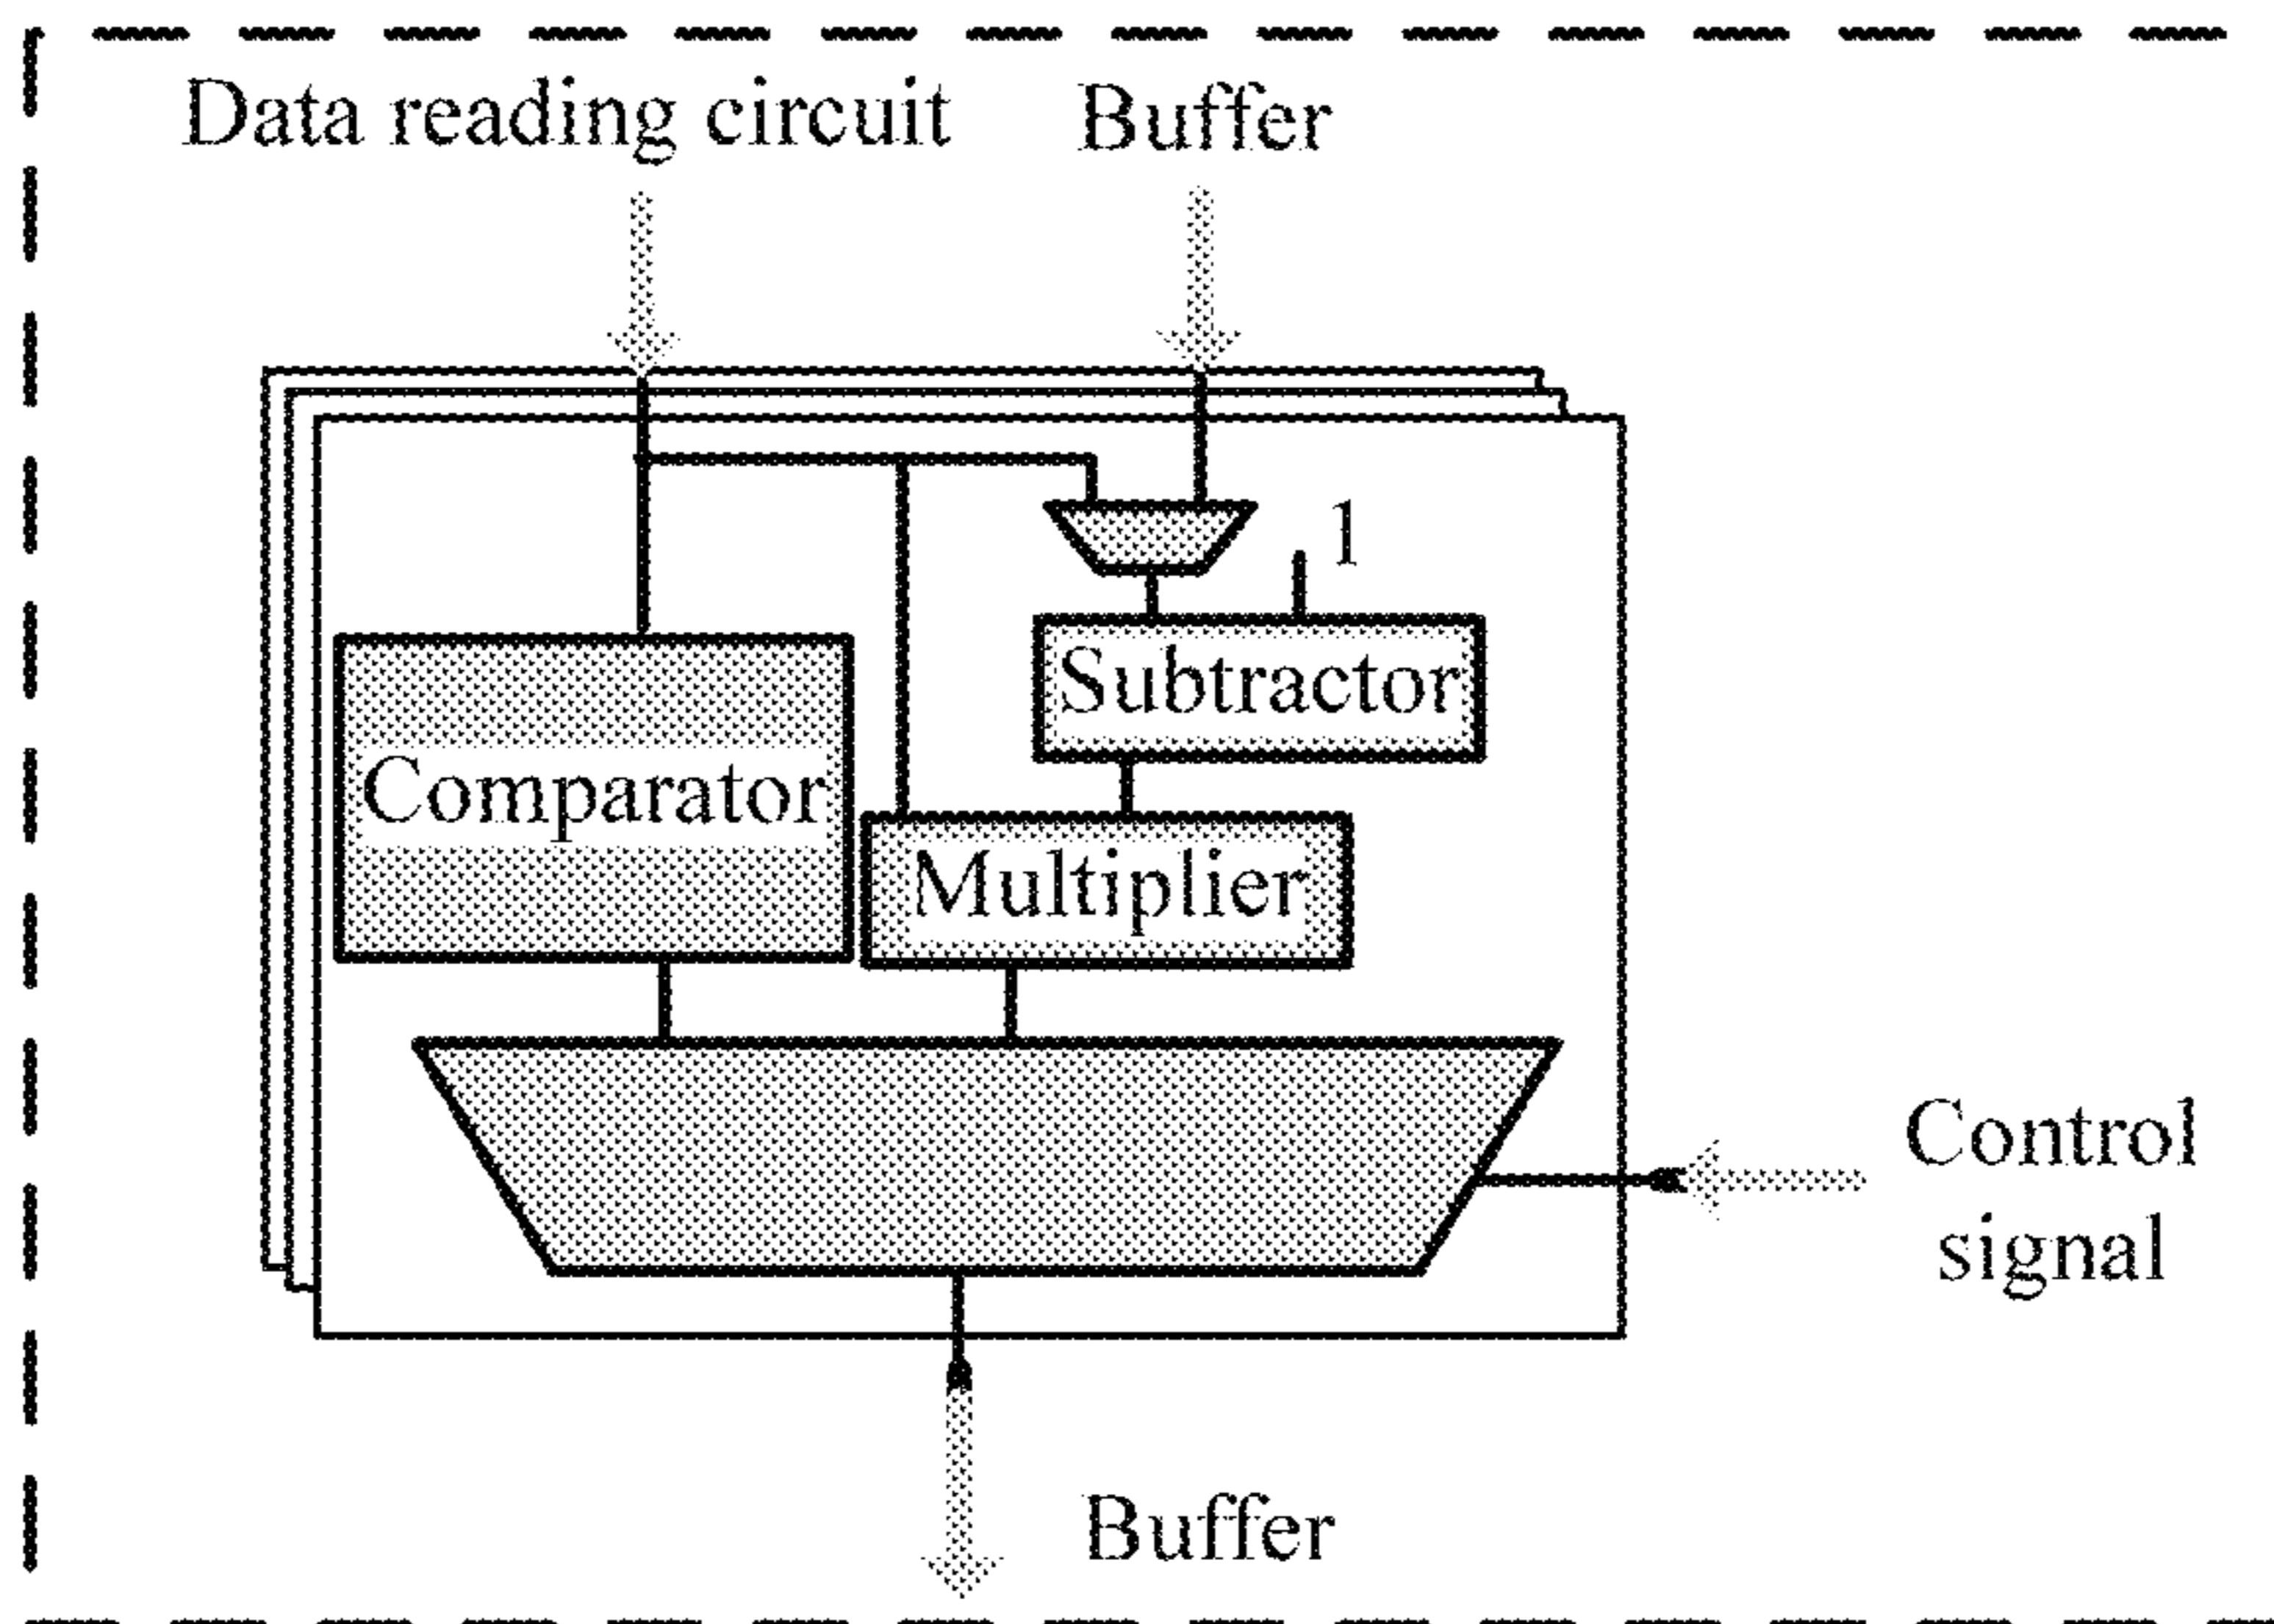 Data reading circuit
Buffer
1
Subtractor
Comparator
Multiplier
Control
signal
Buffer